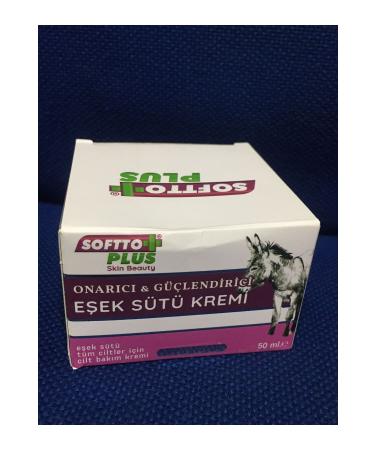 SOFTTO
PLUS
SOFTTO
PLUS
Skin Beauty
ONARICI & GÜÇLENDİRİCİ
EŞEK SÜTÜ KREMİ
eşek sütü
tüm ciltler için
cilt bakım kremi
50 ml.℮